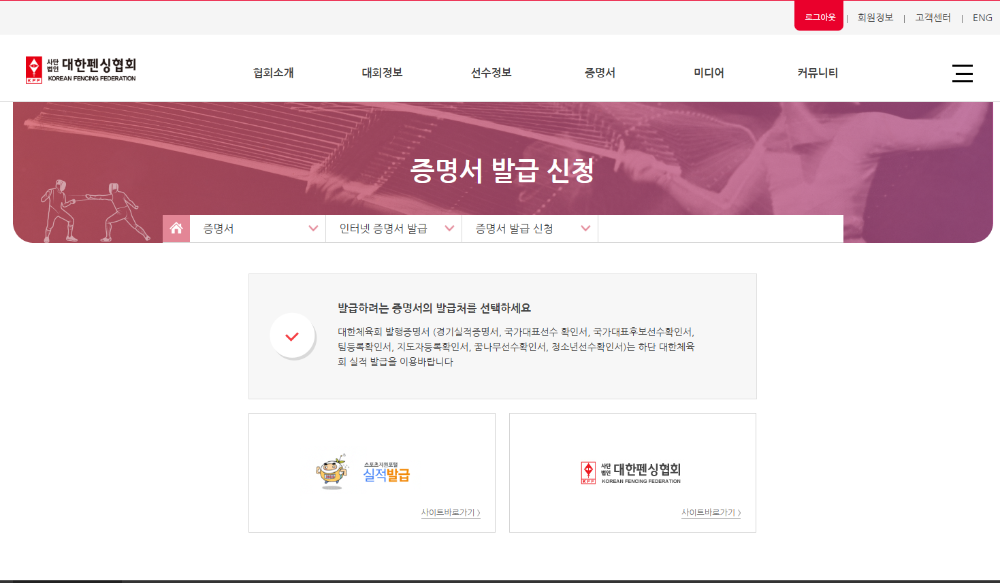 로그아웃 | 회원정보 | 고객센터 | ENG
사단법인 대한펜싱협회
KFF KOREAN FENCING FEDERATION
협회소개 대회정보 선수정보 증명서 미디어 커뮤니티
증명서 발급 신청
증명서 인터넷 증명서 발급 증명서 발급 신청
발급하려는 증명서의 발급처를 선택하세요
대한체육회 발행증명서 (경기실적증명서, 국가대표선수 확인서, 국가대표후보선수확인서,
팀등록확인서, 지도자등록확인서, 꿈나무선수확인서, 청소년선수확인서)는 하단 대한체육
회 실적 발급을 이용바랍니다
스포츠지원포털
실적발급
사이트바로가기 〉
사단법인 대한펜싱협회
KFF KOREAN FENCING FEDERATION
사이트바로가기 〉